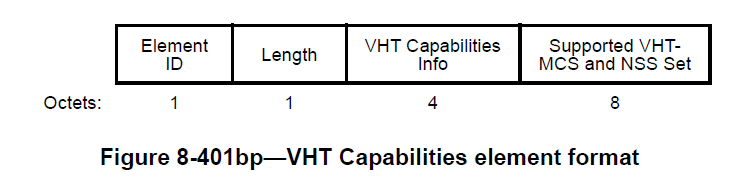 Element ID
Length
VHT Capabilities Info
Supported VHT-MCS and NSS Set
Octets: 1 1 4 8
Figure 8-401bp—VHT Capabilities element format